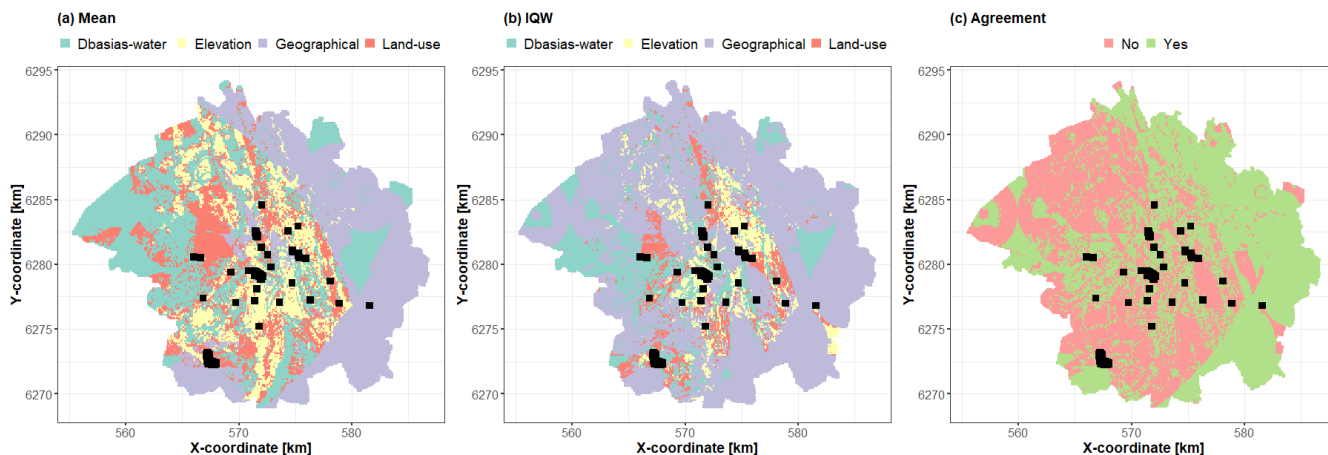 (a) Mean
Dbasias-water Elevation Geographical Land-use
6295
6290
6285
6280
6275
6270
Y-coordinate [km]
560 570 580
X-coordinate [km]
(b) IQW
Dbasias-water Elevation Geographical Land-use
6295
6290
6285
6280
6275
6270
Y-coordinate [km]
560 570 580
X-coordinate [km]
(c) Agreement
No Yes
6295
6290
6285
6280
6275
6270
Y-coordinate [km]
560 570 580
X-coordinate [km]